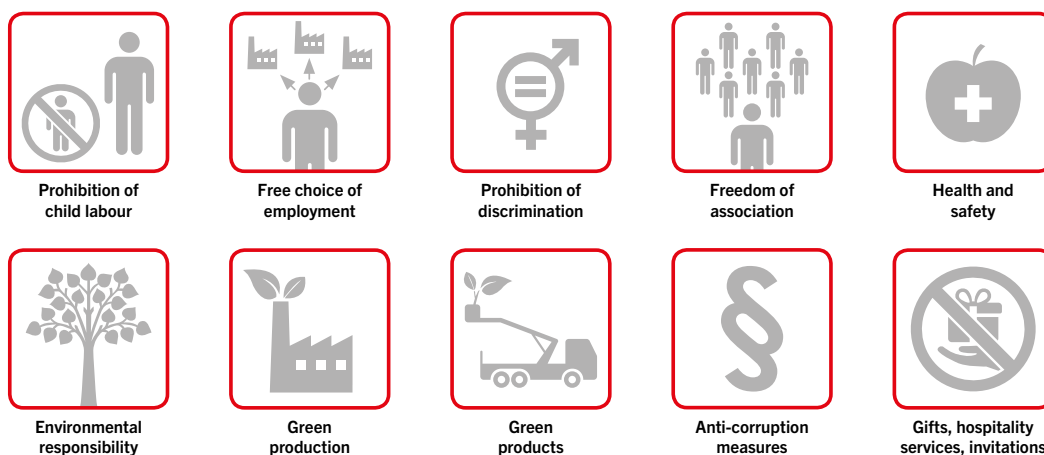 Prohibition of
child labour
Free choice of
employment
Prohibition of
discrimination
Freedom of
association
Health and
safety
Environmental
responsibility
Green
production
Green
products
Anti-corruption
measures
Gifts, hospitality
services, invitations